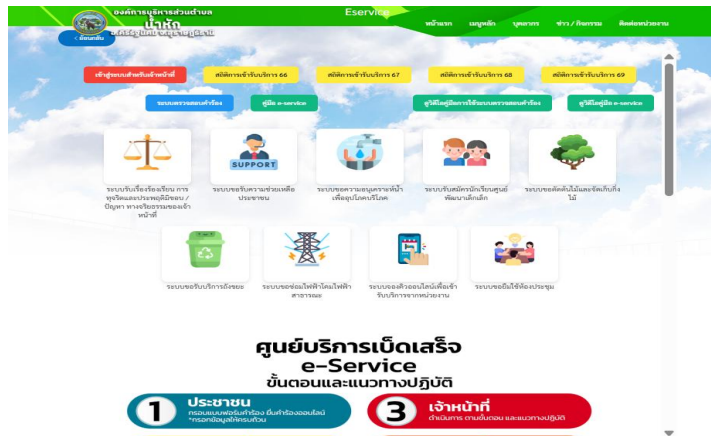 องค์การบริหารส่วนตำบล
น้ำหัก
Eservice
หน้าแรก เมนูหลัก บุคลากร ข่าว / กิจกรรม ติดต่อหน่วยงาน
< ย้อนกลับ
เข้าสู่ระบบสำหรับเจ้าหน้าที่ สถิติการเข้ารับบริการ 66 สถิติการเข้ารับบริการ 67 สถิติการเข้ารับบริการ 68 สถิติการเข้ารับบริการ 69
ระบบตรวจสอบคำร้อง คู่มือ e-service ดูวิดีโอคู่มือการใช้ระบบตรวจสอบคำร้อง ดูวิดีโอคู่มือ e-service
SUPPORT
ระบบรับเรื่องร้องเรียน การ
ทุจริตและประพฤติมิชอบ /
ปัญหา ทางจริยธรรมของเจ้า
หน้าที่
ระบบขอรับความช่วยเหลือ
ประชาชน
ระบบขอความอนุเคราะห์น้ำ
เพื่ออุปโภคบริโภค
ระบบรับสมัครนักเรียนศูนย์
พัฒนาเด็กเล็ก
ระบบขอตัดต้นไม้และจัดเก็บกิ่ง
ไม้
ระบบขอรับบริการถังขยะ
ระบบขอซ่อมไฟฟ้าโคมไฟฟ้า
สาธารณะ
ระบบจองคิวออนไลน์เพื่อเข้า
รับบริการจากหน่วยงาน
ระบบขอยืมใช้ห้องประชุม
ศูนย์บริการเบ็ดเสร็จ
e-Service
ขั้นตอนและแนวทางปฏิบัติ
1 ประชาชน
กรอกแบบฟอร์มคำร้อง ยื่นคำร้องออนไลน์
*กรอกข้อมูลให้ครบถ้วน
3 เจ้าหน้าที่
ดำเนินการ ตามขั้นตอน และแนวทางปฏิบัติ